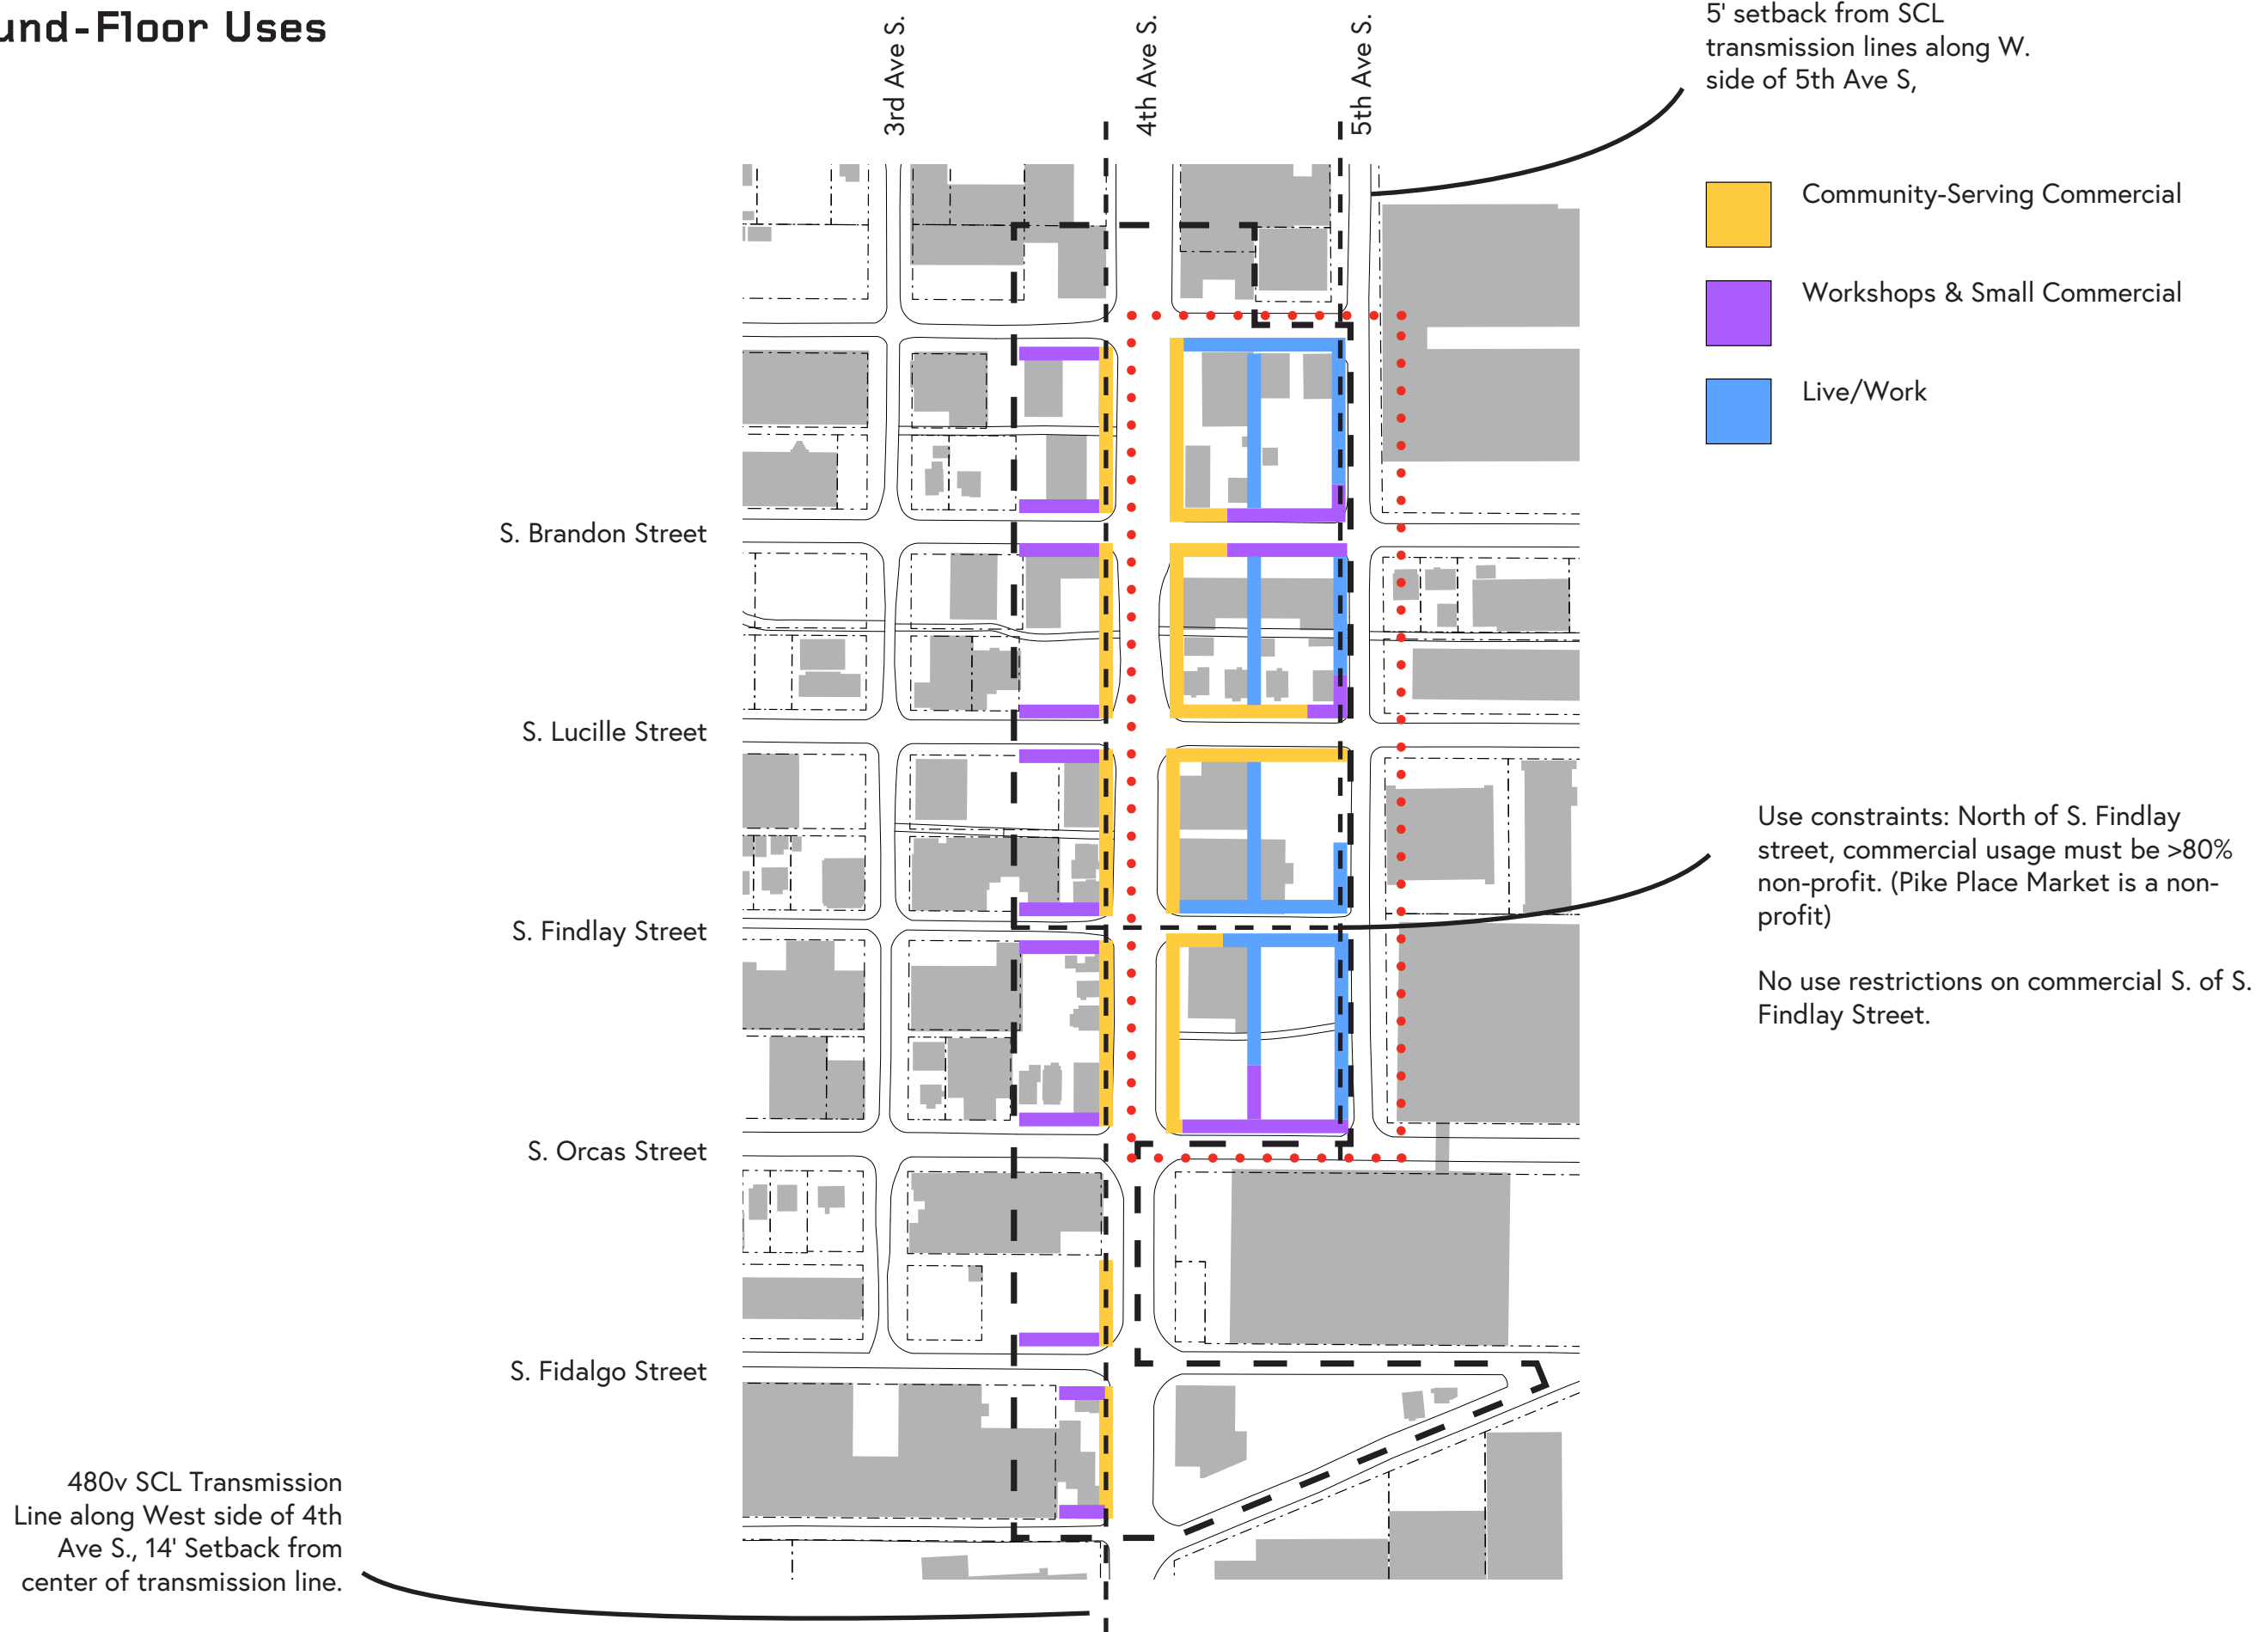 und-Floor Uses
3rd Ave S.
4th Ave S.
5th Ave S.
5' setback from SCL
transmission lines along W.
side of 5th Ave S,
Community-Serving Commercial
Workshops & Small Commercial
Live/Work
S. Brandon Street
S. Lucille Street
S. Findlay Street
S. Orcas Street
S. Fidalgo Street
Use constraints: North of S. Findlay
street, commercial usage must be >80%
non-profit. (Pike Place Market is a non-
profit)
No use restrictions on commercial S. of S.
Findlay Street.
480v SCL Transmission
Line along West side of 4th
Ave S., 14' Setback from
center of transmission line.